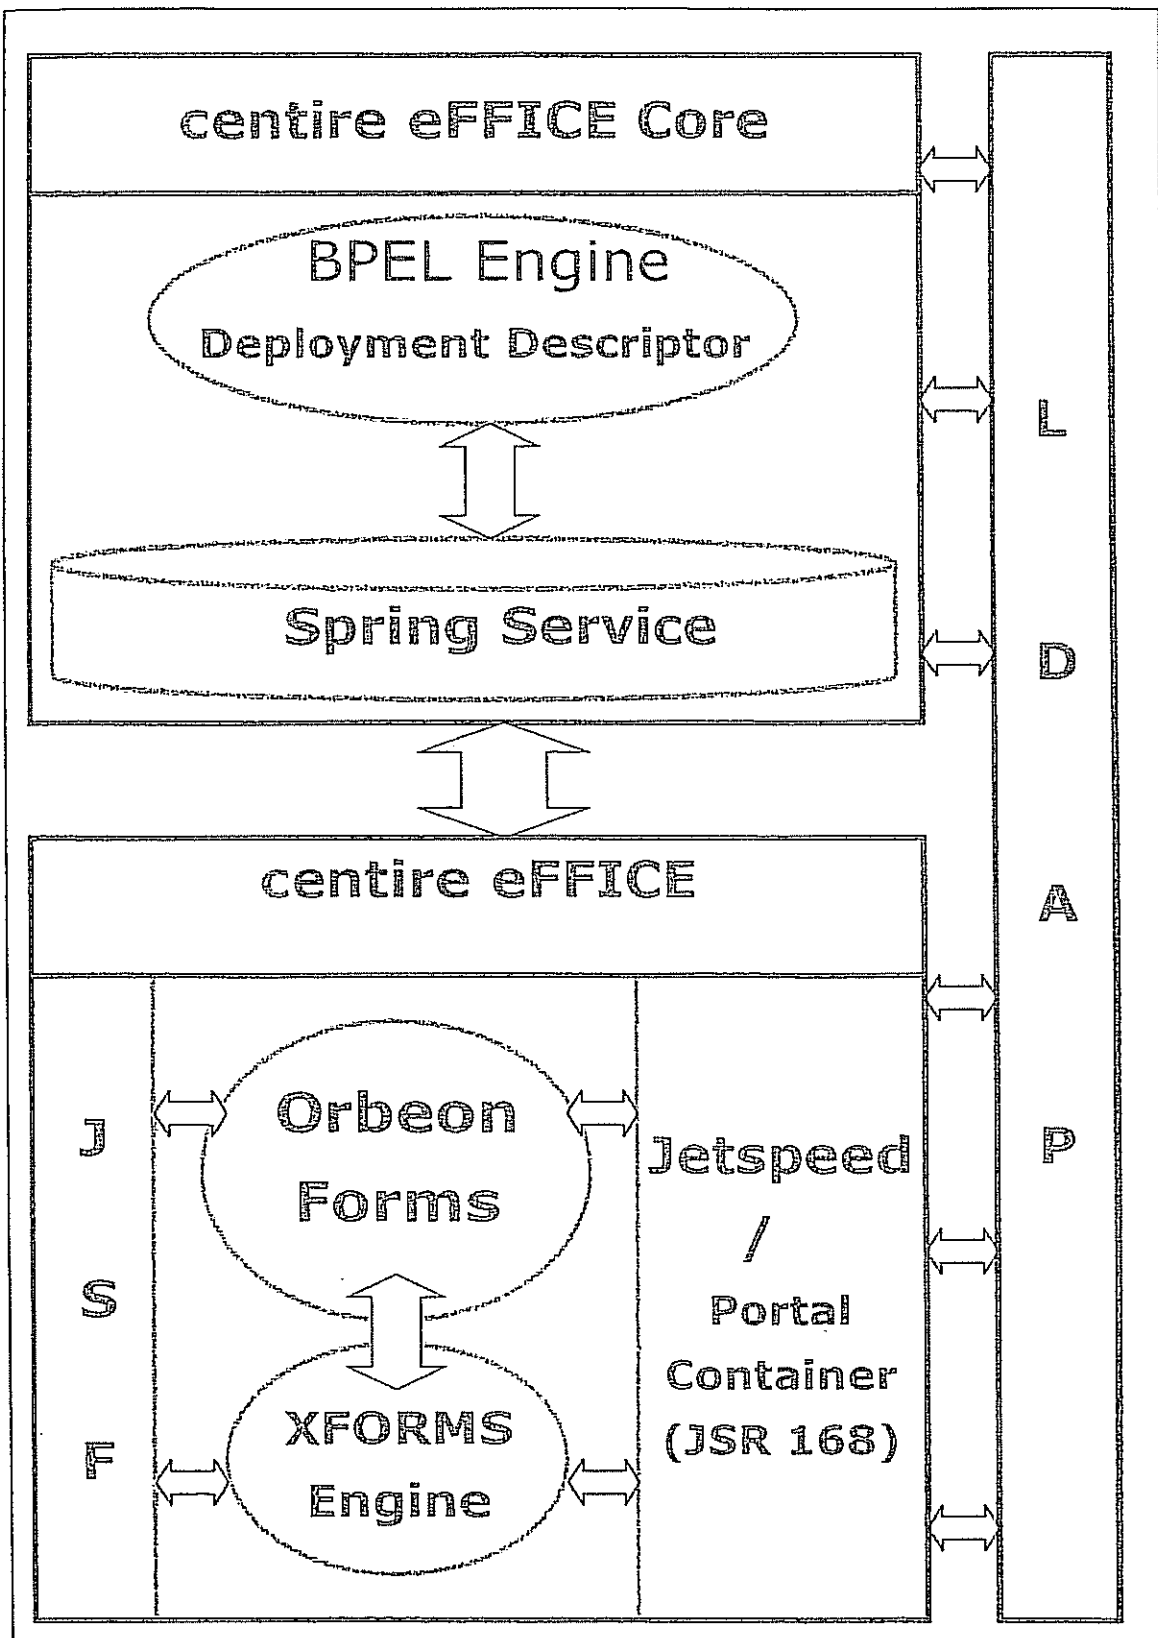 centire eFFICE Core
BPEL Engine
Deployment Descriptor
Spring Service
centire eFFICE
J
S
F
Orbeon
Forms
XFORMS
Engine
Jetspeed
/
Portal
Container
(JSR 168)
L
D
A
P